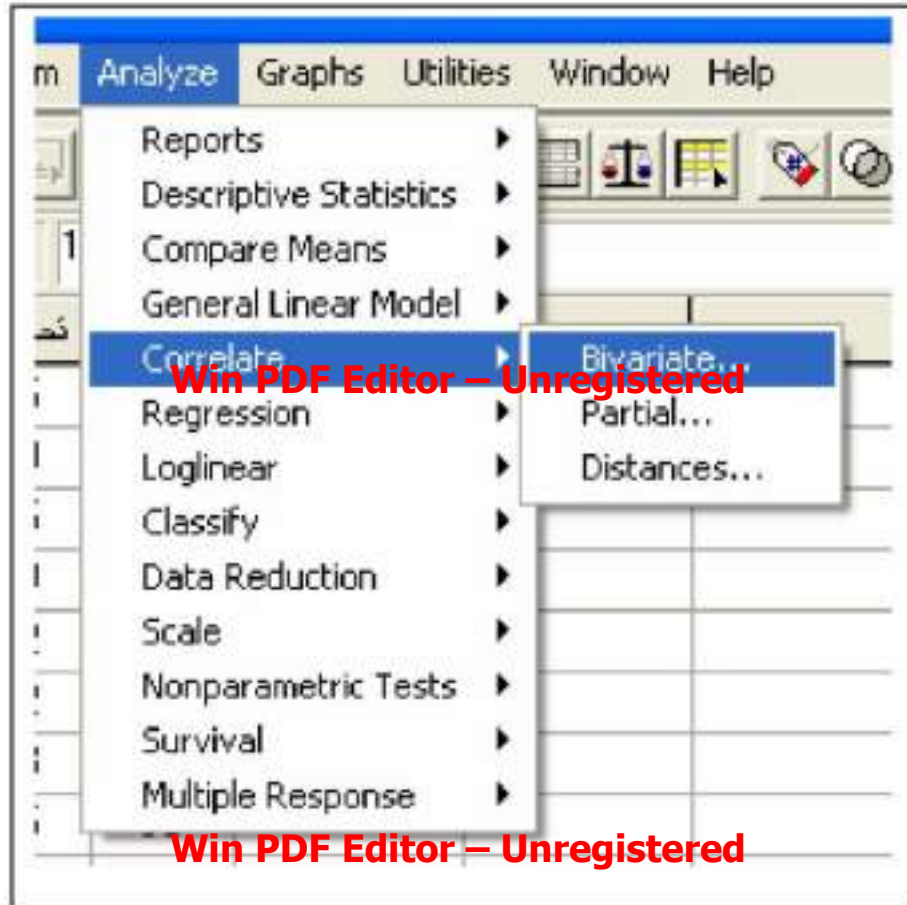 m Analyze Graphs Utilities Window Help
Reports
Descriptive Statistics
1
Compare Means
General Linear Model
Correlate Bivariate...
Win PDF Editor – Unregistered
Regression Partial...
Loglinear Distances...
Classify
Data Reduction
Scale
Nonparametric Tests
Survival
Multiple Response
Win PDF Editor – Unregistered